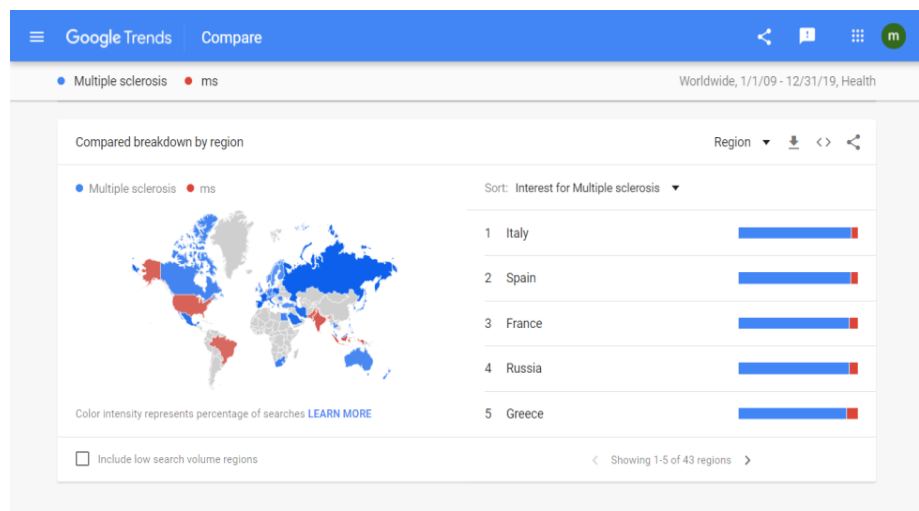 Google Trends Compare m
Multiple sclerosis ms Worldwide, 1/1/09 - 12/31/19, Health
Compared breakdown by region Region
Multiple sclerosis ms Sort: Interest for Multiple sclerosis
1 Italy
2 Spain
3 France
4 Russia
5 Greece
Color intensity represents percentage of searches LEARN MORE
Include low search volume regions Showing 1-5 of 43 regions